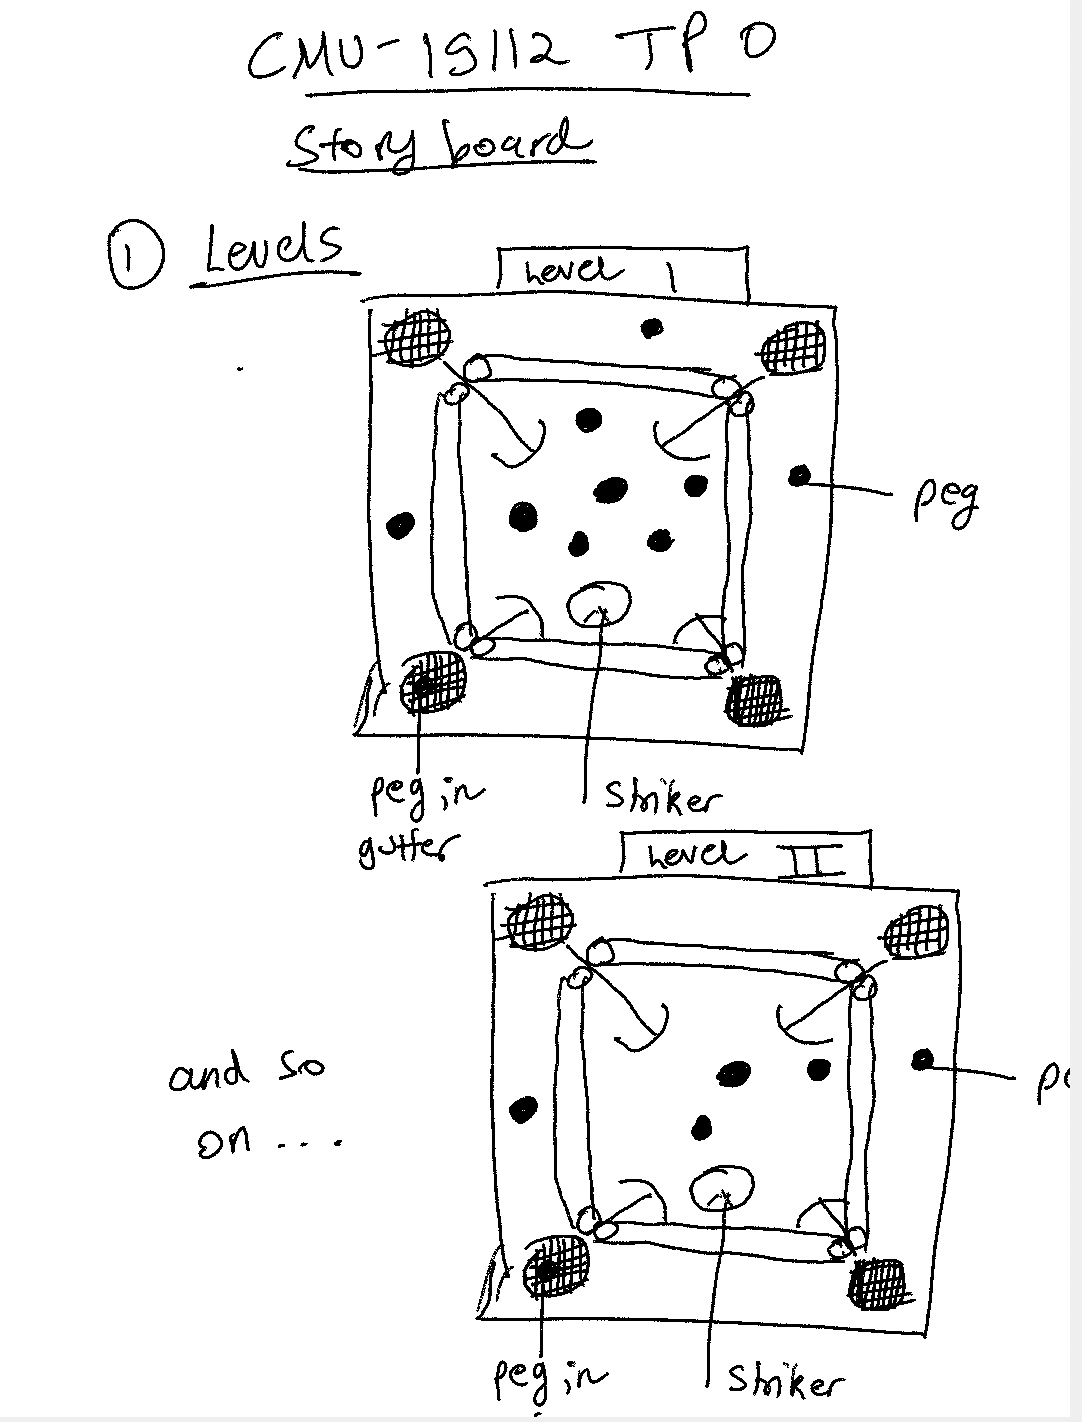 CMU-15112 TP 0
Story board
1 Levels
Level 1
peg
peg in
gutter
Striker
Level II
and so
on ...
pe
peg in
Striker